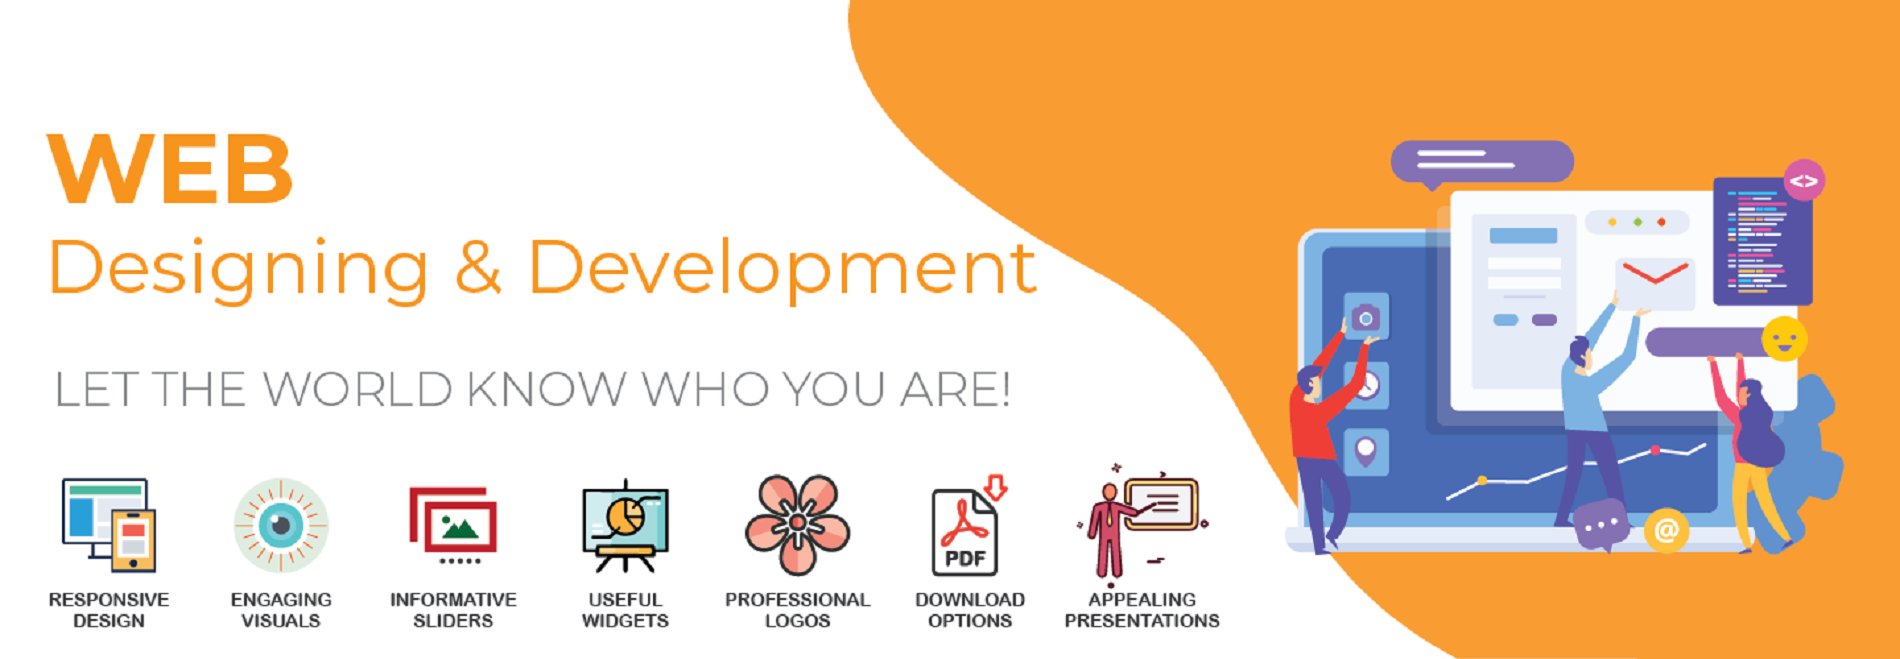 WEB
Designing & Development
LET THE WORLD KNOW WHO YOU ARE!
PDF
RESPONSIVE
DESIGN
ENGAGING
VISUALS
INFORMATIVE
SLIDERS
USEFUL
WIDGETS
PROFESSIONAL
LOGOS
DOWNLOAD
OPTIONS
APPEALING
PRESENTATIONS
<>
@